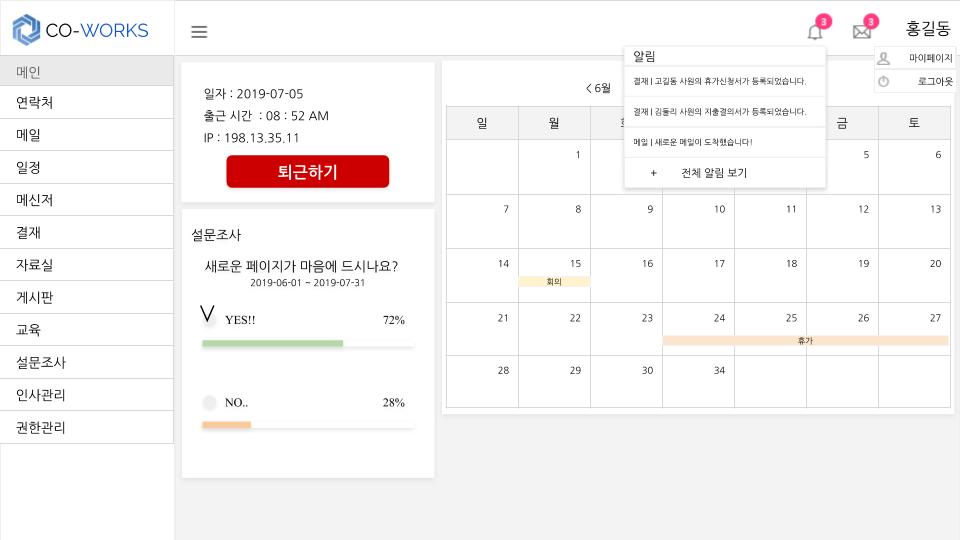 CO-WORKS
3
3
홍길동
마이페이지
로그아웃
메인
연락처
메일
일정
메신저
결재
자료실
게시판
교육
설문조사
인사관리
권한관리
일자 : 2019-07-05
출근 시간 : 08 : 52 AM
IP : 198.13.35.11
퇴근하기
설문조사
새로운 페이지가 마음에 드시나요?
2019-06-01 ~ 2019-07-31
V YES!! 72%
NO.. 28%
알림
결재 | 고길동 사원의 휴가신청서가 등록되었습니다.
결재 | 김둘리 사원의 지출결의서가 등록되었습니다.
메일 | 새로운 메일이 도착했습니다!
+ 전체 알림 보기
< 6월
일 월 금 토
1 5 6
7 8 9 10 11 12 13
14 15 16 17 18 19 20
회의
21 22 23 24 25 26 27
휴가
28 29 30 34